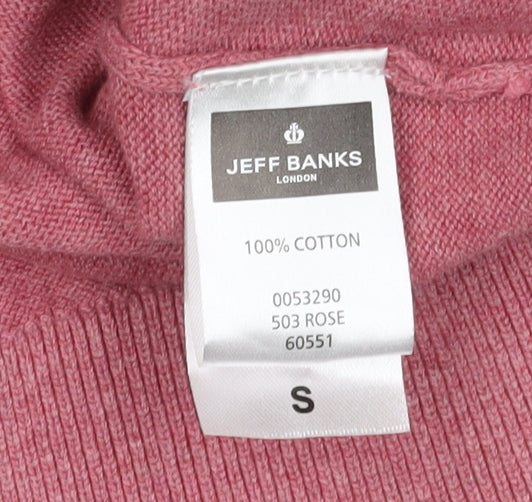 JEFF BANKS
LONDON
100% COTTON
0053290
503 ROSE
60551
S